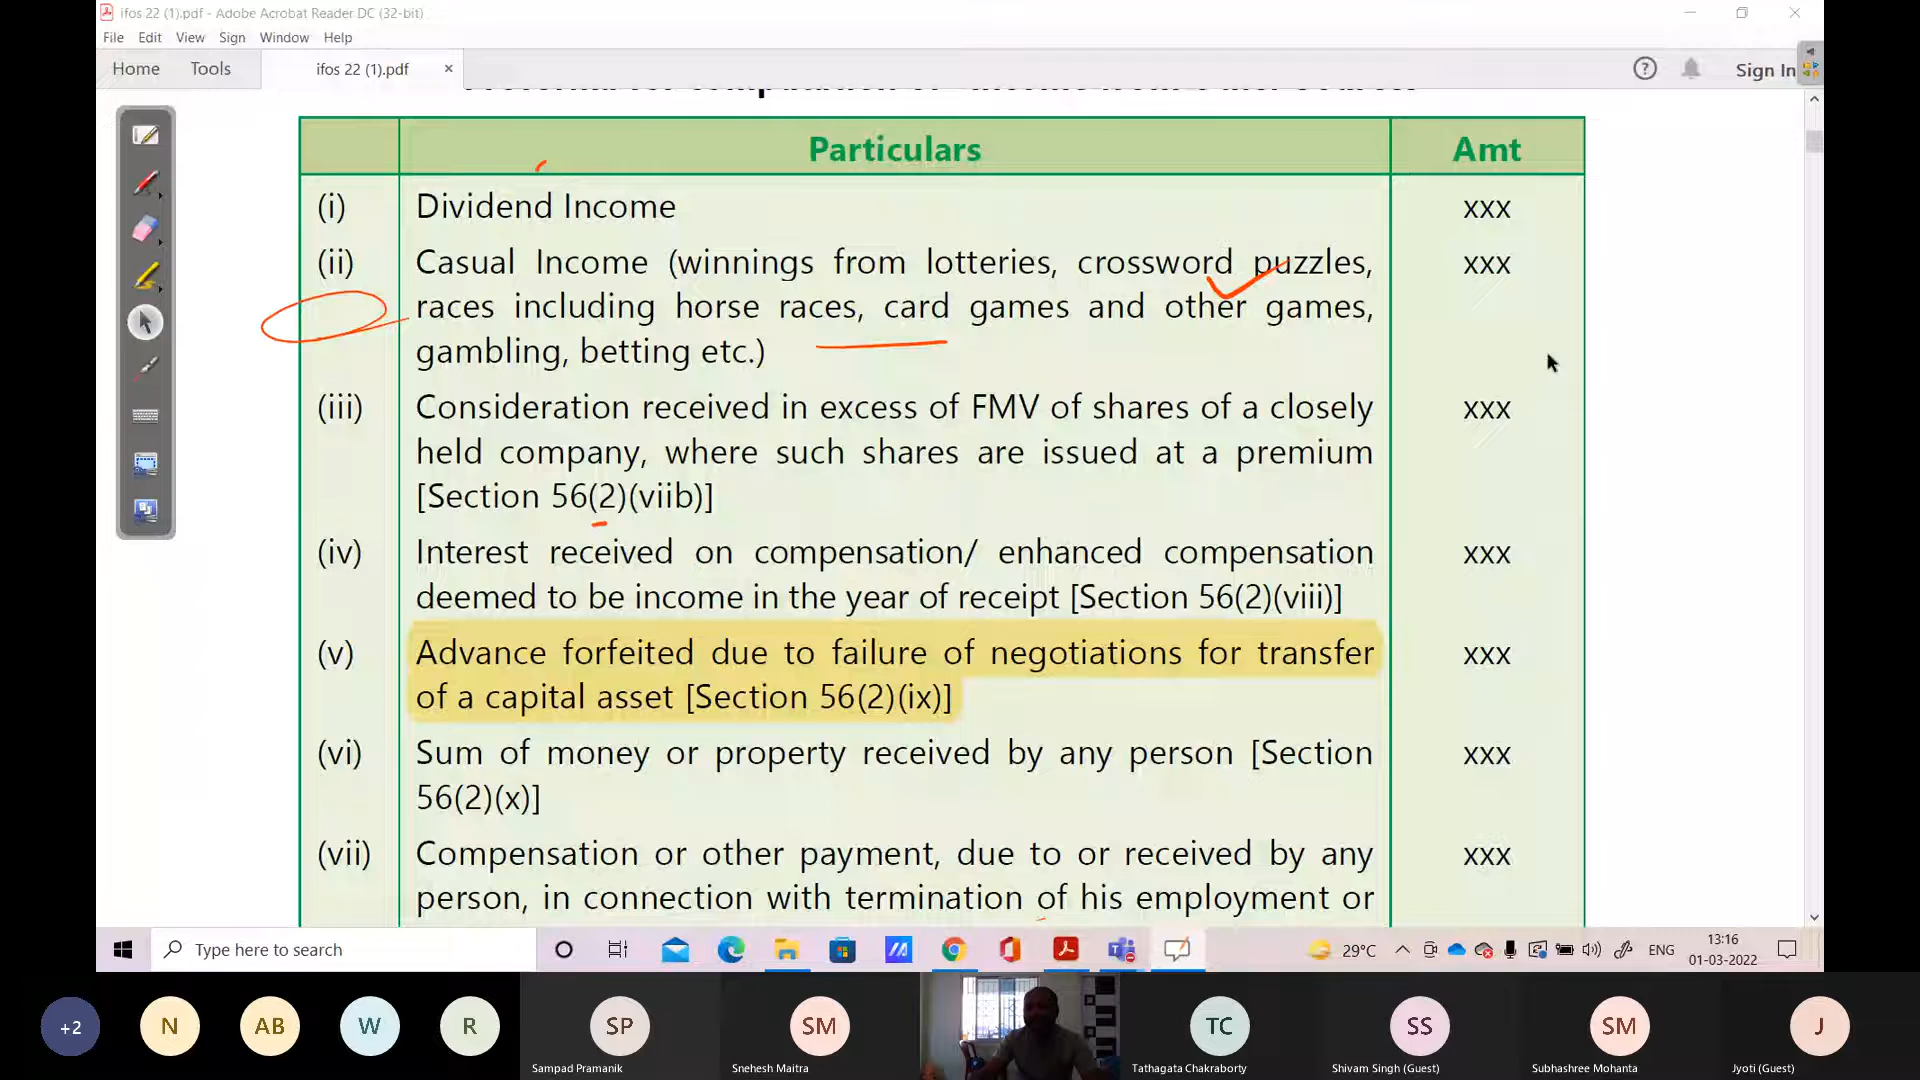 ifos 22 (1).pdf - Adobe Acrobat Reader DC (32-bit)
File Edit View Sign Window Help
Home Tools ifos 22 (1).pdf × Sign In
Particulars Amt
(i) Dividend Income xxx
(ii) Casual Income (winnings from lotteries, crossword puzzles, xxx
races including horse races, card games and other games,
gambling, betting etc.)
(iii) Consideration received in excess of FMV of shares of a closely xxx
held company, where such shares are issued at a premium
[Section 56(2)(viib)]
(iv) Interest received on compensation/ enhanced compensation xxx
deemed to be income in the year of receipt [Section 56(2)(viii)]
(v) Advance forfeited due to failure of negotiations for transfer xxx
of a capital asset [Section 56(2)(ix)]
(vi) Sum of money or property received by any person [Section xxx
56(2)(x)]
(vii) Compensation or other payment, due to or received by any xxx
person, in connection with termination of his employment or
Type here to search 29°C ENG 13:16
01-03-2022
+2 N AB W R SP SM TC SS SM J
Sampad Pramanik Snehesh Maitra Tathagata Chakraborty Shivam Singh (Guest) Subhashree Mohanta Jyoti (Guest)